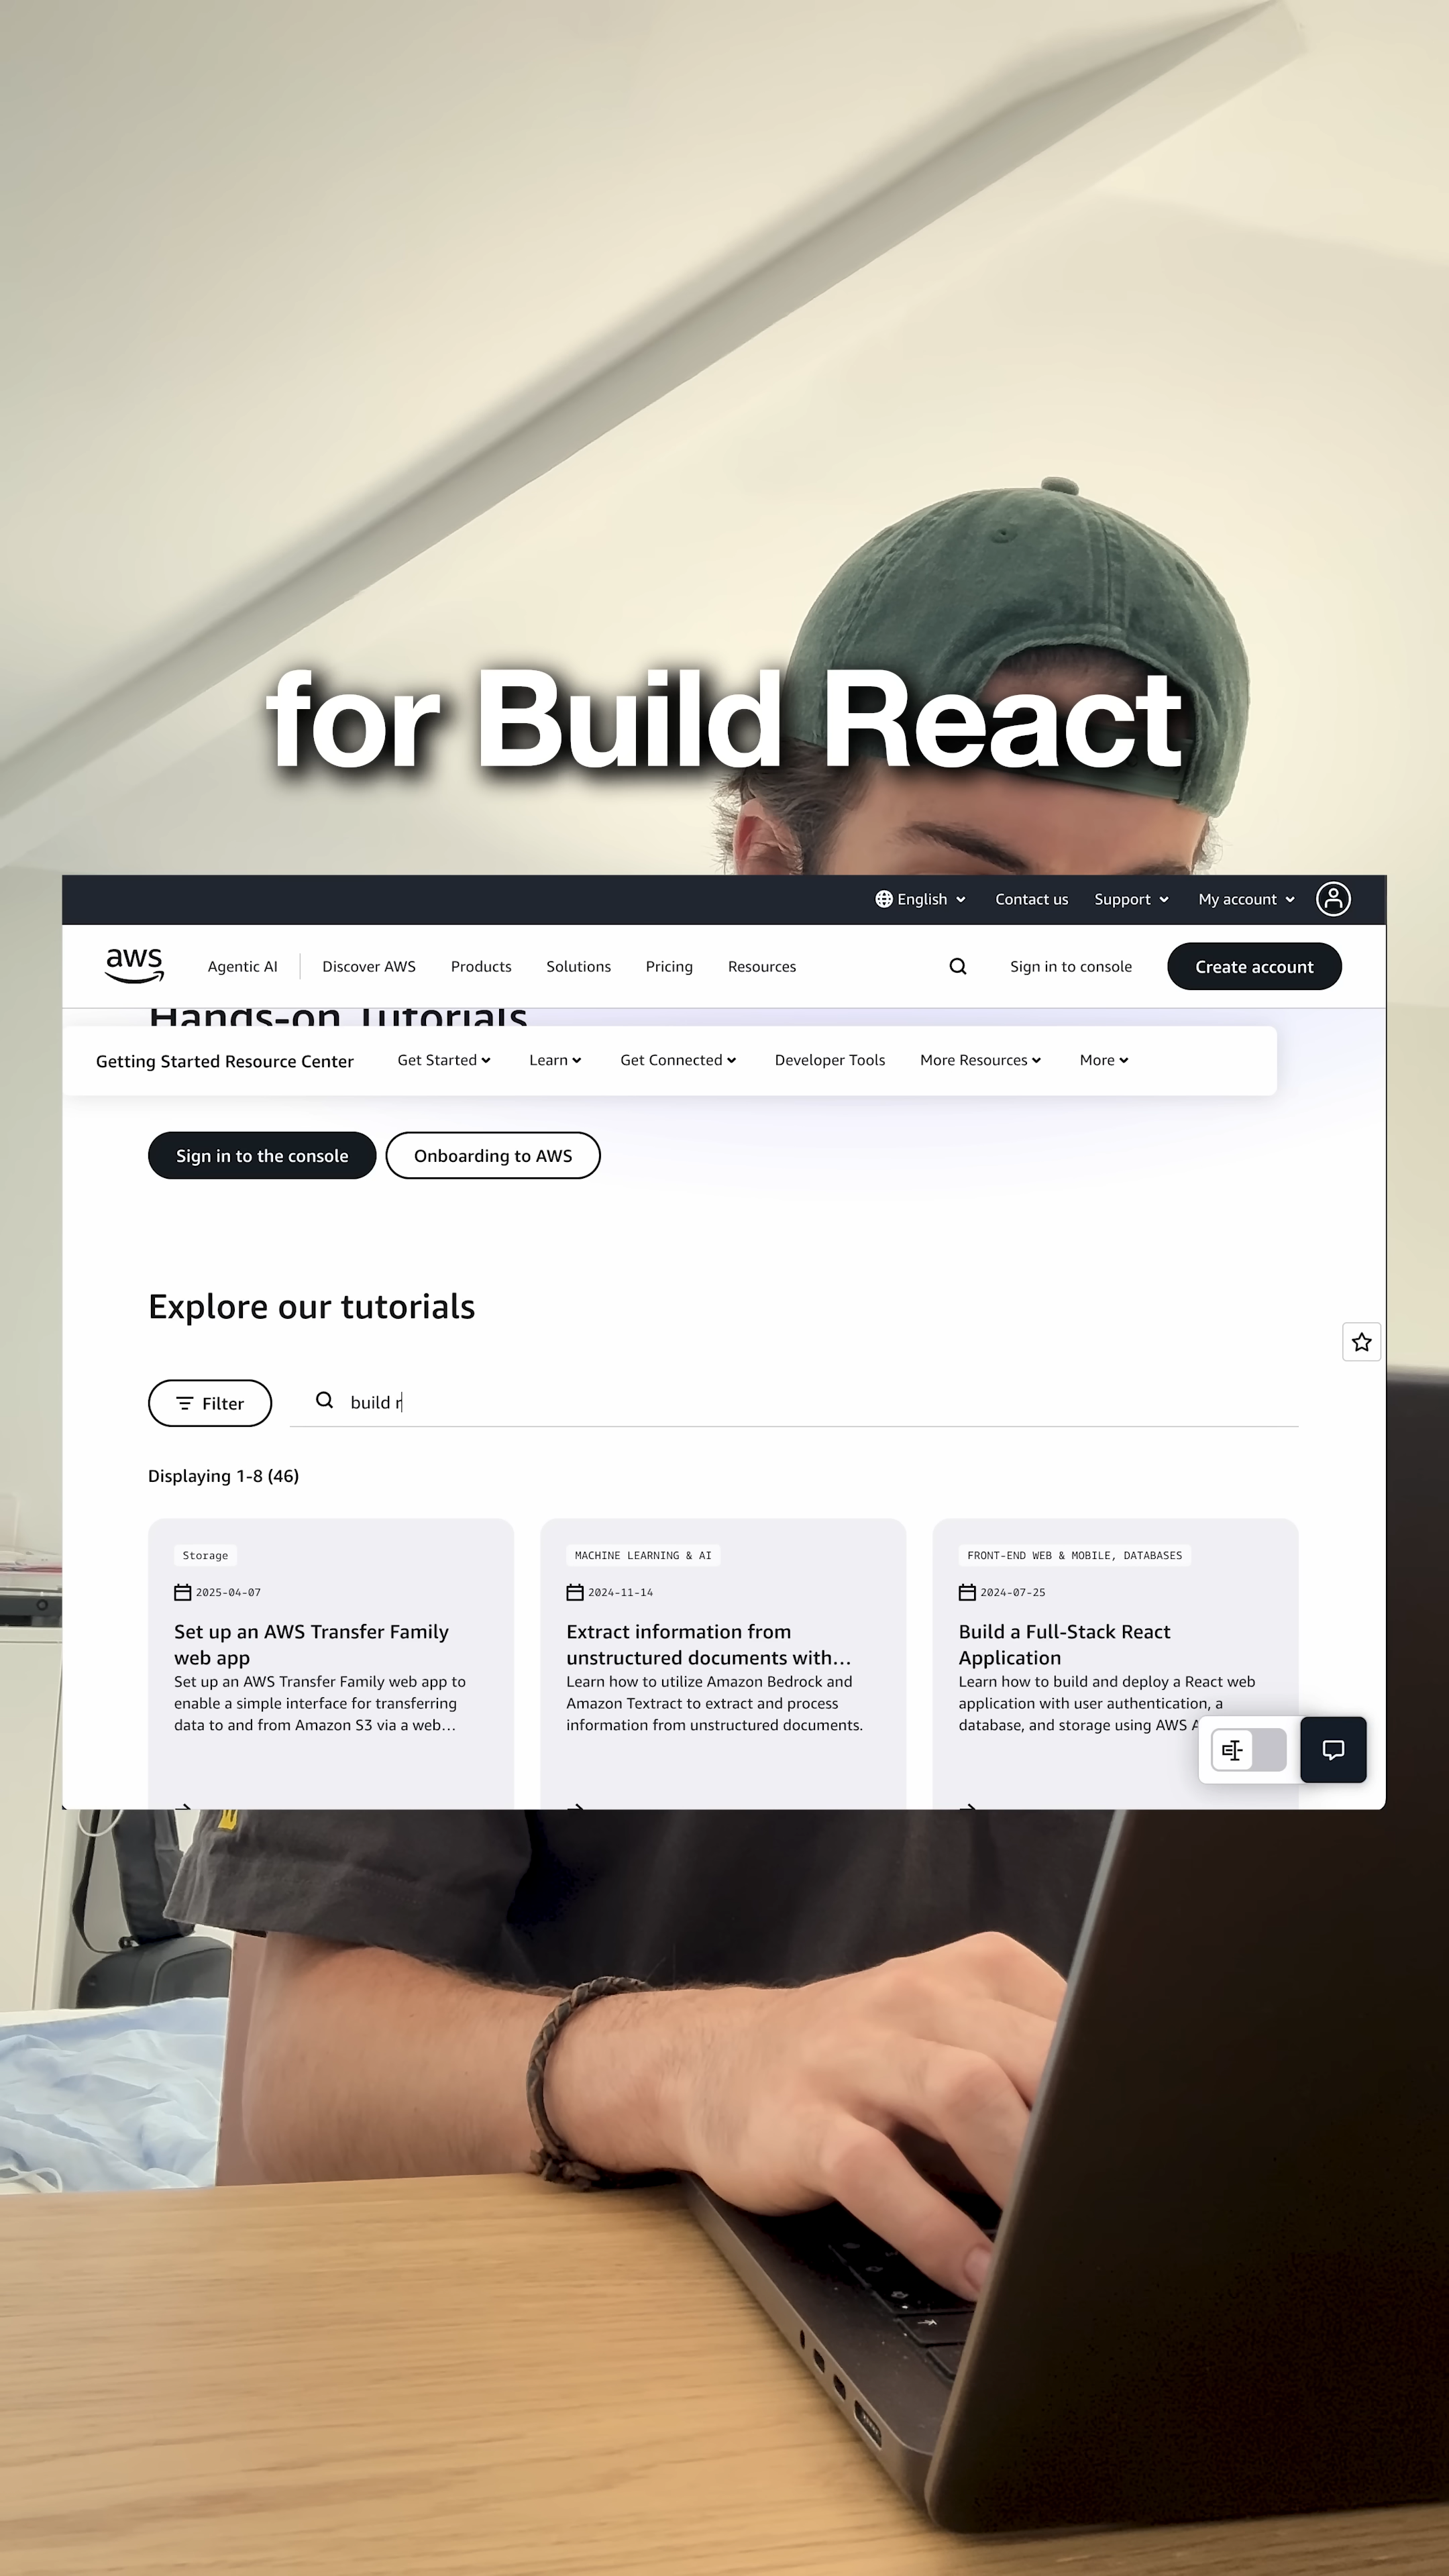 for Build React
English Contact us Support My account
aws Agentic AI Discover AWS Products Solutions Pricing Resources Sign in to console Create account
Hands-on Tutorials
Getting Started Resource Center Get Started Learn Get Connected Developer Tools More Resources More
Sign in to the console Onboarding to AWS
Explore our tutorials
Filter build r
Displaying 1-8 (46)
Storage
2025-04-07
Set up an AWS Transfer Family
web app
Set up an AWS Transfer Family web app to
enable a simple interface for transferring
data to and from Amazon S3 via a web...
MACHINE LEARNING & AI
2024-11-14
Extract information from
unstructured documents with...
Learn how to utilize Amazon Bedrock and
Amazon Textract to extract and process
information from unstructured documents.
FRONT-END WEB & MOBILE, DATABASES
2024-07-25
Build a Full-Stack React
Application
Learn how to build and deploy a React web
application with user authentication, a
database, and storage using AWS